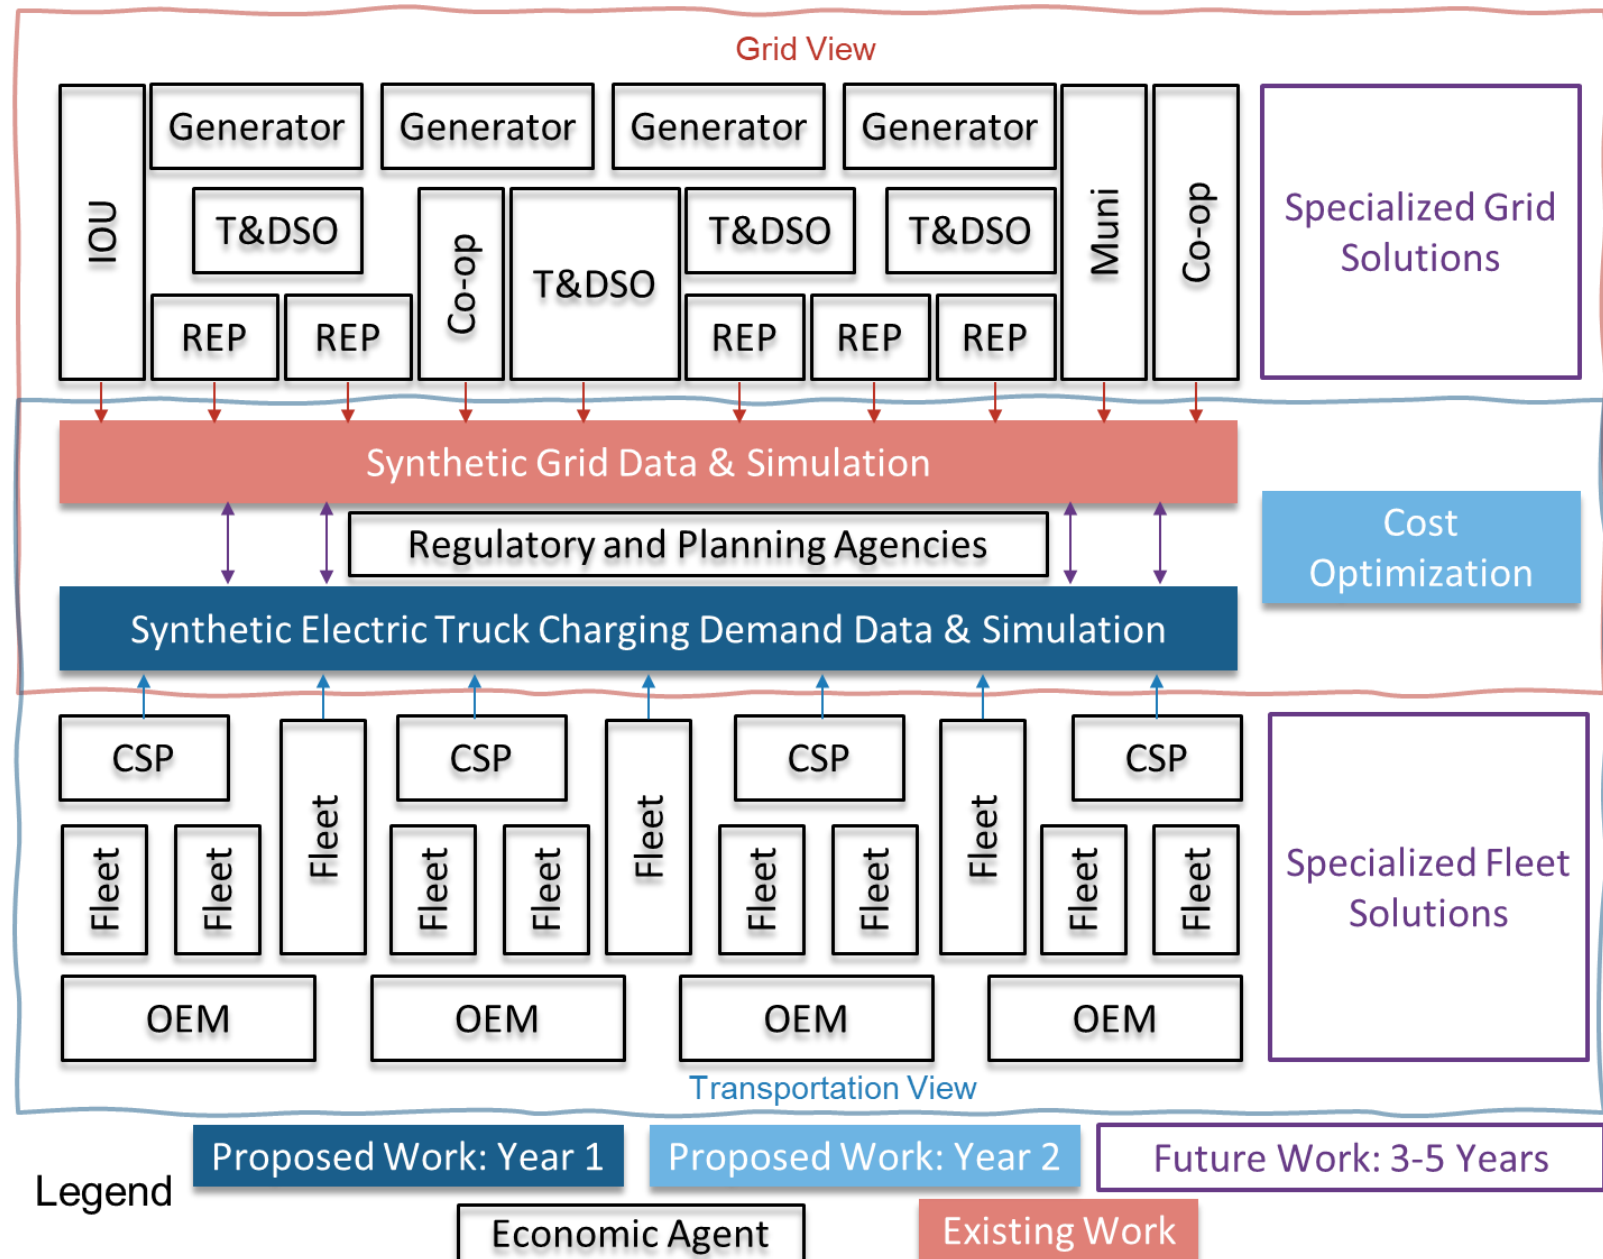 Grid View
Generator
Generator
Generator
Generator
IOU
T&DSO
Co-op
T&DSO
T&DSO
T&DSO
Muni
Co-op
Specialized Grid
Solutions
REP
REP
REP
REP
REP
Synthetic Grid Data & Simulation
Regulatory and Planning Agencies
Cost
Optimization
Synthetic Electric Truck Charging Demand Data & Simulation
CSP
CSP
CSP
CSP
Fleet
Fleet
Fleet
Fleet
Fleet
Fleet
Fleet
Fleet
Fleet
Fleet
Fleet
Specialized Fleet
Solutions
OEM
OEM
OEM
OEM
Transportation View
Legend
Proposed Work: Year 1
Proposed Work: Year 2
Future Work: 3-5 Years
Economic Agent
Existing Work